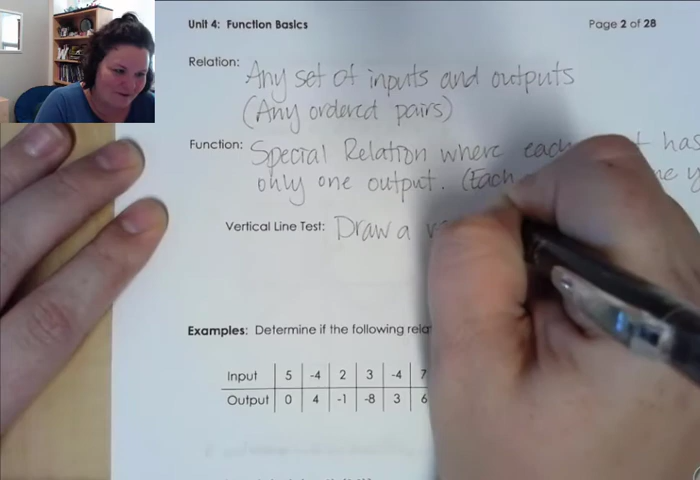 Unit 4: Function Basics
Page 2 of 28
Relation: Any set of inputs and outputs
(Any ordered pairs)
Function: Special Relation where each has
only one output. (Each
Vertical Line Test: Draw a
Examples: Determine if the following
Input 5 -4 2 3 -4 7
Output 0 4 -1 -8 3 6